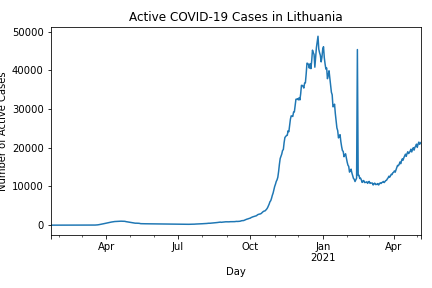 Active COVID-19 Cases in Lithuania
Number of Active Cases
50000
40000
30000
20000
10000
0
Apr
Jul
Oct
Jan
2021
Apr
Day